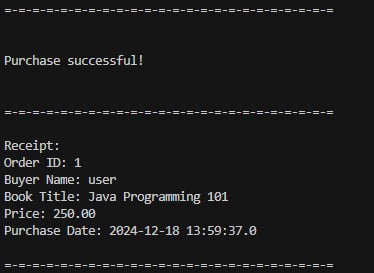 =-=-=-=-=-=-=-=-=-=-=-=-=-=-=-=-=-=-=-=-=-=-=-=
Purchase successful!
=-=-=-=-=-=-=-=-=-=-=-=-=-=-=-=-=-=-=-=-=-=-=-=
Receipt:
Order ID: 1
Buyer Name: user
Book Title: Java Programming 101
Price: 250.00
Purchase Date: 2024-12-18 13:59:37.0
=-=-=-=-=-=-=-=-=-=-=-=-=-=-=-=-=-=-=-=-=-=-=-=